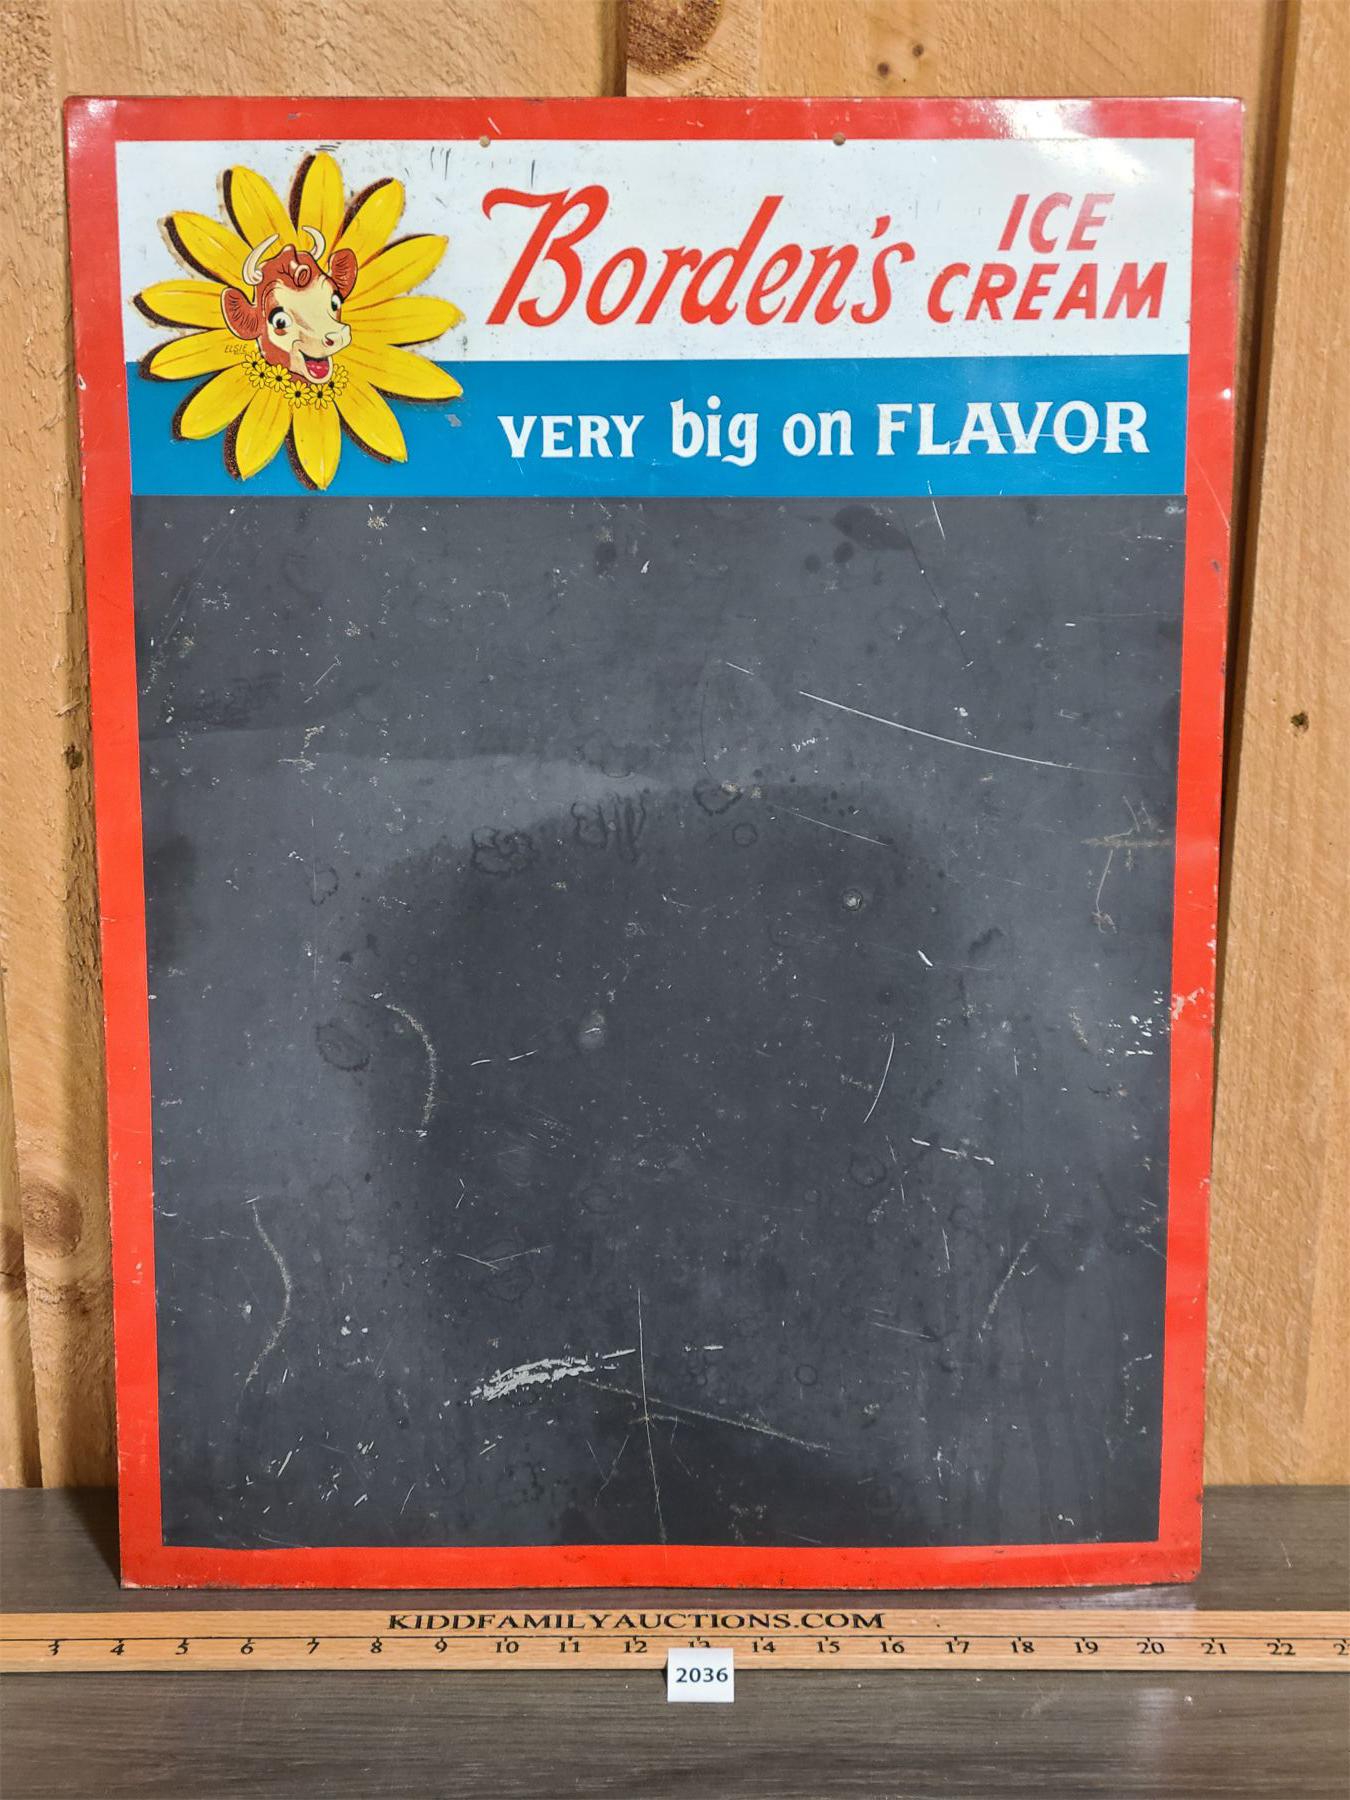 Borden's ICE CREAM
ELSIE
VERY big on FLAVOR
KIDDFAMILYAUCTIONS.COM
3 4 5 6 7 8 9 10 11 12 13 14 15 16 17 18 19 20 21 22
2036